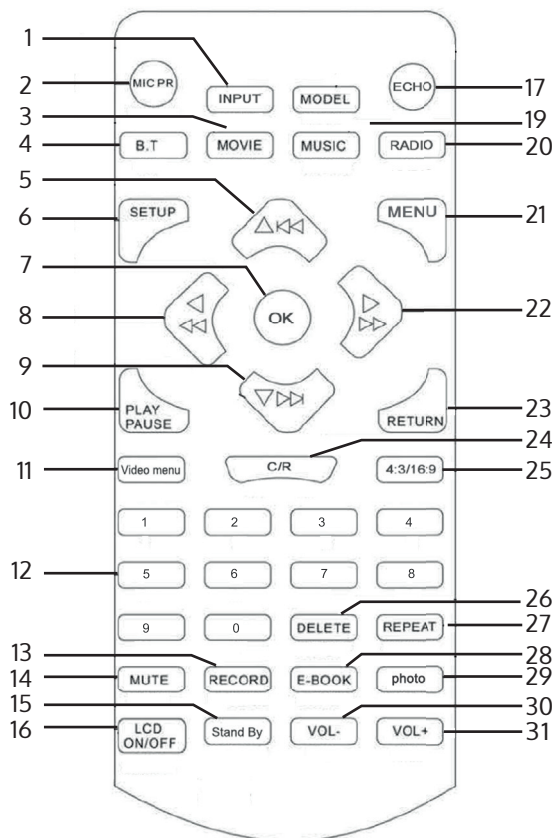 1
2 MIC PR ECHO 17
INPUT MODEL
3 19
4 B.T MOVIE MUSIC RADIO 20
5
6 SETUP MENU 21
7
8 OK 22
9
10 PLAY PAUSE RETURN 23
24
11 Video menu C/R 4:3/16:9 25
1 2 3 4
12 5 6 7 8
26
9 0 DELETE REPEAT 27
13 28
14 MUTE RECORD E-BOOK photo 29
15 30
16 LCD ON/OFF Stand By VOL- VOL+ 31